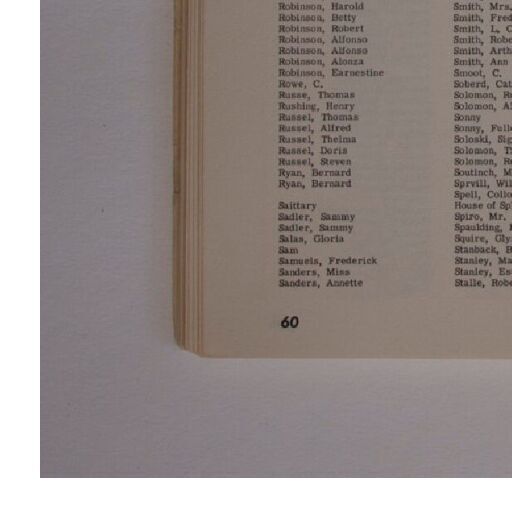 Robinson, Harold
Robinson, Betty
Robinson, Robert
Robinson, Alfonso
Robinson, Alfonso
Robinson, Alonza
Robinson, Earnestine
Rowe, C.
Russe, Thomas
Rushing, Henry
Russel, Thomas
Russel, Alfred
Russel, Thelma
Russel, Doris
Russel, Steven
Ryan, Bernard
Ryan, Bernard
Saittary
Sadler, Sammy
Sadler, Sammy
Salas, Gloria
Sam
Samuels, Frederick
Sanders, Miss
Sanders, Annette
Smith, Mrs.
Smith, Fred
Smith, L. C
Smith, Robe
Smith, Arth
Smith, Ann
Smoot, C.
Soberd, Cat
Solomon, R
Solomon, A
Sonny
Sonny, Full
Soloski, Sig
Solomon, T
Solomon, R
Soutinch, M
Sprvill, Wil
Spell, Collo
House of Sp
Spiro, Mr.
Spaulding,
Squire, Gly
Stanback, B
Stanley, Ma
Stanley, Es
Stalle, Robe
60